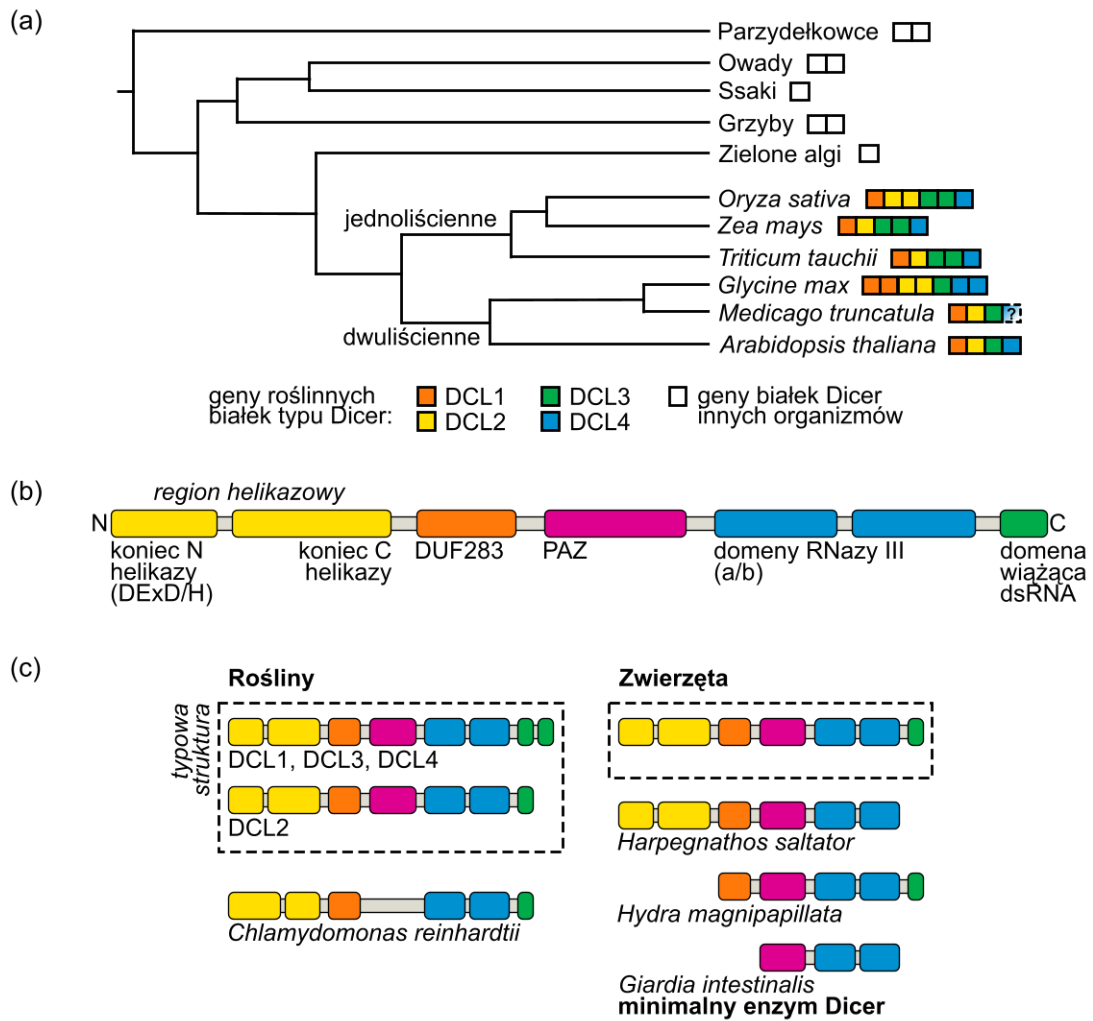 (a)
Parzydełkowce
Owady
Ssaki
Grzyby
Zielone algi
Oryza sativa
jednoliścienne
Zea mays
Triticum tauchii
Glycine max
Medicago truncatula
?
dwuliścienne
Arabidopsis thaliana
geny roślinnych
białek typu Dicer:
DCL1
DCL2
DCL3
DCL4
geny białek Dicer
innych organizmów
(b)
region helikazowy
N
C
koniec N
helikazy
(DExD/H)
koniec C
helikazy
DUF283
PAZ
domeny RNazy III
(a/b)
domena
wiążąca
dsRNA
(c)
Rośliny
Zwierzęta
typowa
struktura
DCL1, DCL3, DCL4
DCL2
Harpegnathos saltator
Hydra magnipapillata
Chlamydomonas reinhardtii
Giardia intestinalis
minimalny enzym Dicer